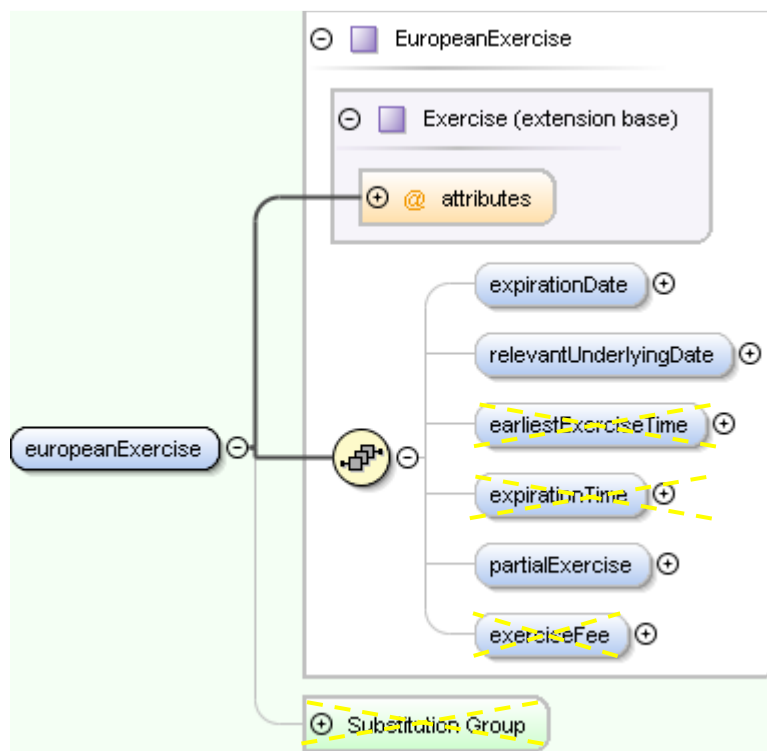 EuropeanExercise
Exercise (extension base)
@ attributes
expirationDate
relevantUnderlyingDate
earliestExerciseTime
europeanExercise
expirationTime
partialExercise
exerciseFee
Substitution Group